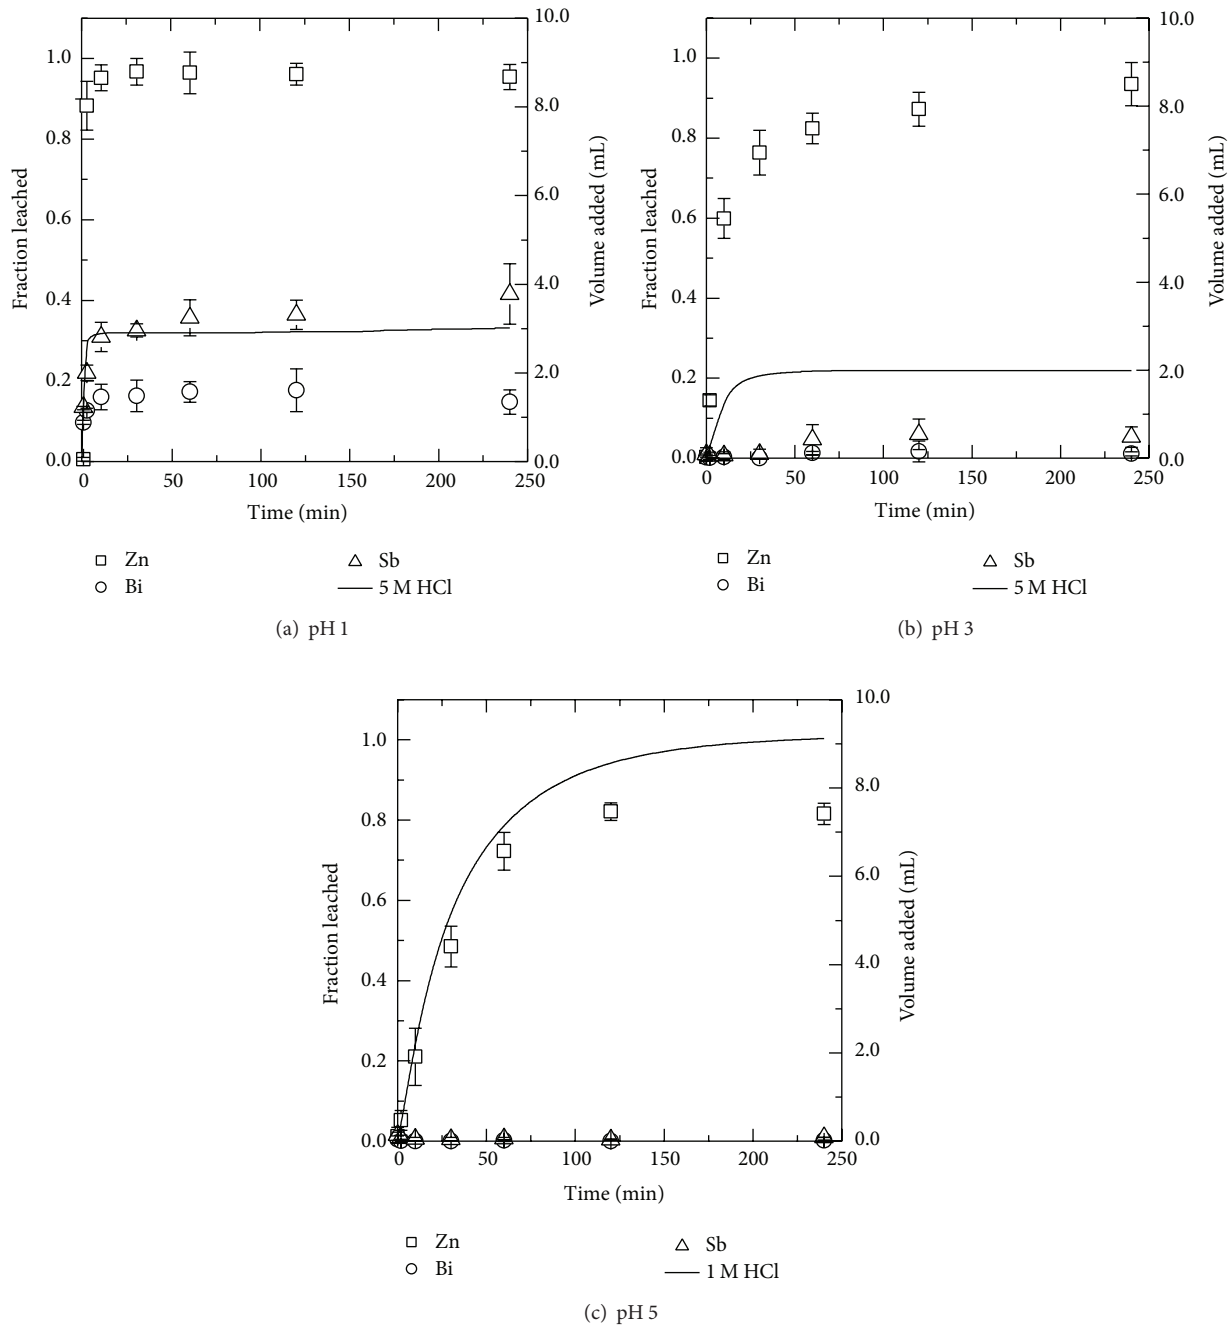 10.0
1.0
8.0
0.8
6.0
0.6
4.0
0.4
2.0
0.2
0.0
0.0
0 50 100 150 200 250
Fraction leached
Volume added (mL)
Time (min)
Zn Sb
Bi 5 M HCl
(a) pH 1
10.0
1.0
8.0
0.8
6.0
0.6
4.0
0.4
2.0
0.2
0.0
0.0
0 50 100 150 200 250
Fraction leached
Volume added (mL)
Time (min)
Zn Sb
Bi 5 M HCl
(b) pH 3
10.0
1.0
8.0
0.8
6.0
0.6
4.0
0.4
2.0
0.2
0.0
0.0
0 50 100 150 200 250
Fraction leached
Volume added (mL)
Time (min)
Zn Sb
Bi 1 M HCl
(c) pH 5